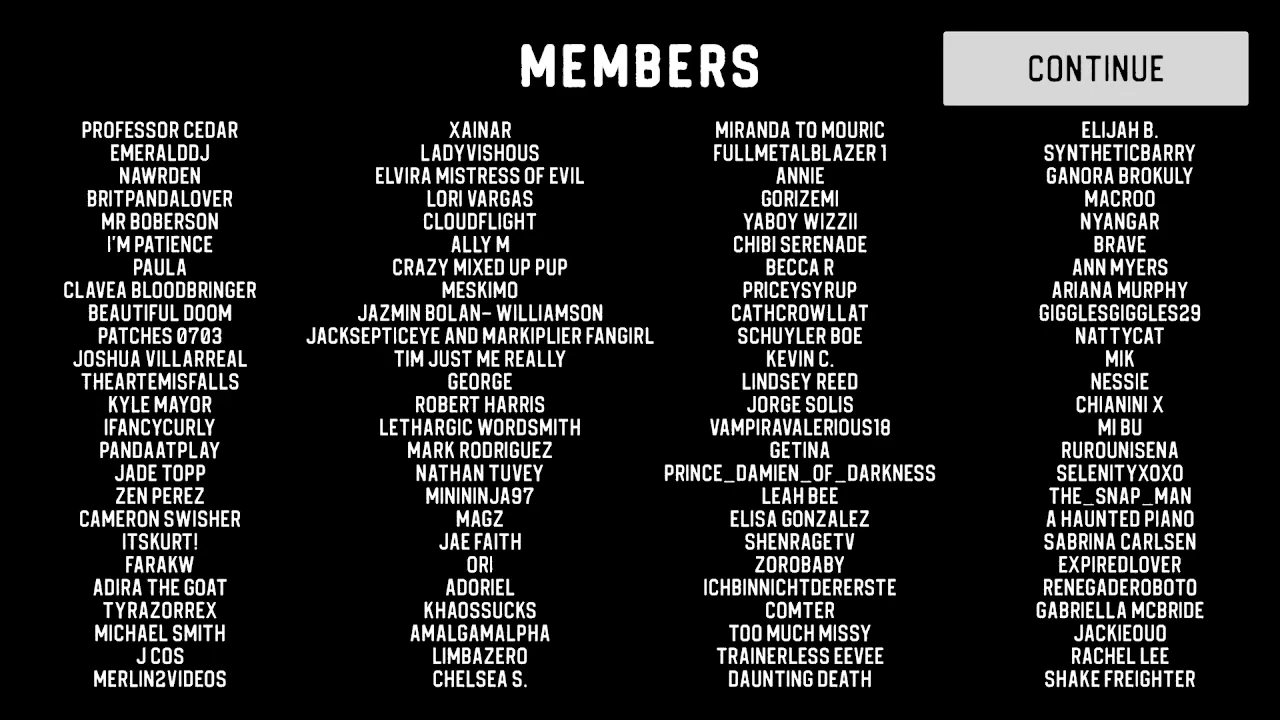 MEMBERS
CONTINUE
PROFESSOR CEDAR
EMERALDDJ
NAWRDEN
BRITPANDALOVER
MR BOBERSON
I'M PATIENCE
PAULA
CLAVEA BLOODBRINGER
BEAUTIFUL DOOM
PATCHES 0703
JOSHUA VILLARREAL
THEARTEMISFALLS
KYLE MAYOR
IFANCYCURLY
PANDAATPLAY
JADE TOPP
ZEN PEREZ
CAMERON SWISHER
ITSKURT!
FARAKW
ADIRA THE GOAT
TYRAZORREX
MICHAEL SMITH
J COS
MERLIN2VIDEOS
XAINAR
LADYVISHOUS
ELVIRA MISTRESS OF EVIL
LORI VARGAS
CLOUDFLIGHT
ALLY M
CRAZY MIXED UP PUP
MESKIMO
JAZMIN BOLAN- WILLIAMSON
JACKSEPTICEYE AND MARKIPLIER FANGIRL
TIM JUST ME REALLY
GEORGE
ROBERT HARRIS
LETHARGIC WORDSMITH
MARK RODRIGUEZ
NATHAN TUVEY
MINININJA97
MAGZ
JAE FAITH
ORI
ADORIEL
KHAOSSUCKS
AMALGAMALPHA
LIMBAZERO
CHELSEA S.
MIRANDA TO MOURIC
FULLMETALBLAZER 1
ANNIE
GORIZEMI
YABOY WIZZII
CHIBI SERENADE
BECCA R
PRICEYSYRUP
CATHCROWLLAT
SCHUYLER BOE
KEVIN C.
LINDSEY REED
JORGE SOLIS
VAMPIRAVALERIOUS18
GETINA
PRINCE_DAMIEN_OF_DARKNESS
LEAH BEE
ELISA GONZALEZ
SHENRAGETV
ZOROBABY
ICHBINNICHTDERERSTE
COMTER
TOO MUCH MISSY
TRAINERLESS EEVEE
DAUNTING DEATH
ELIJAH B.
SYNTHETICBARRY
GANORA BROKULY
MACROO
NYANGAR
BRAVE
ANN MYERS
ARIANA MURPHY
GIGGLESGIGGLES29
NATTYCAT
MIK
NESSIE
CHIANINI X
MI BU
RUROUNISENA
SELENITYXOXO
THE_SNAP_MAN
A HAUNTED PIANO
SABRINA CARLSEN
EXPIREDLOVER
RENEGADEROBOTO
GABRIELLA MCBRIDE
JACKIEOUO
RACHEL LEE
SHAKE FREIGHTER